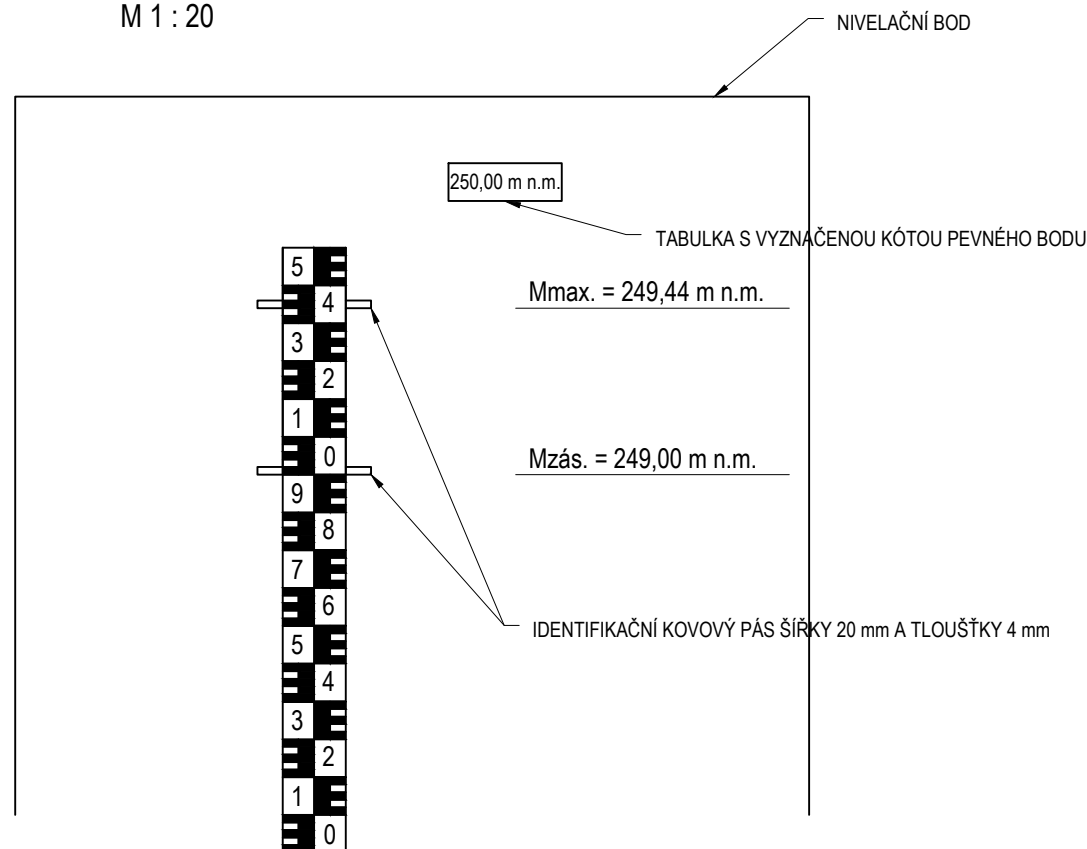 M 1 : 20
NIVELAČNÍ BOD
250,00 m n.m.
TABULKA S VYZNAČENOU KÓTOU PEVNÉHO BODU
5
Mmax. = 249,44 m n.m.
4
3
2
1
Mzás. = 249,00 m n.m.
0
9
8
7
6
IDENTIFIKAČNÍ KOVOVÝ PÁS ŠÍŘKY 20 mm A TLOUŠŤKY 4 mm
5
4
3
2
1
0